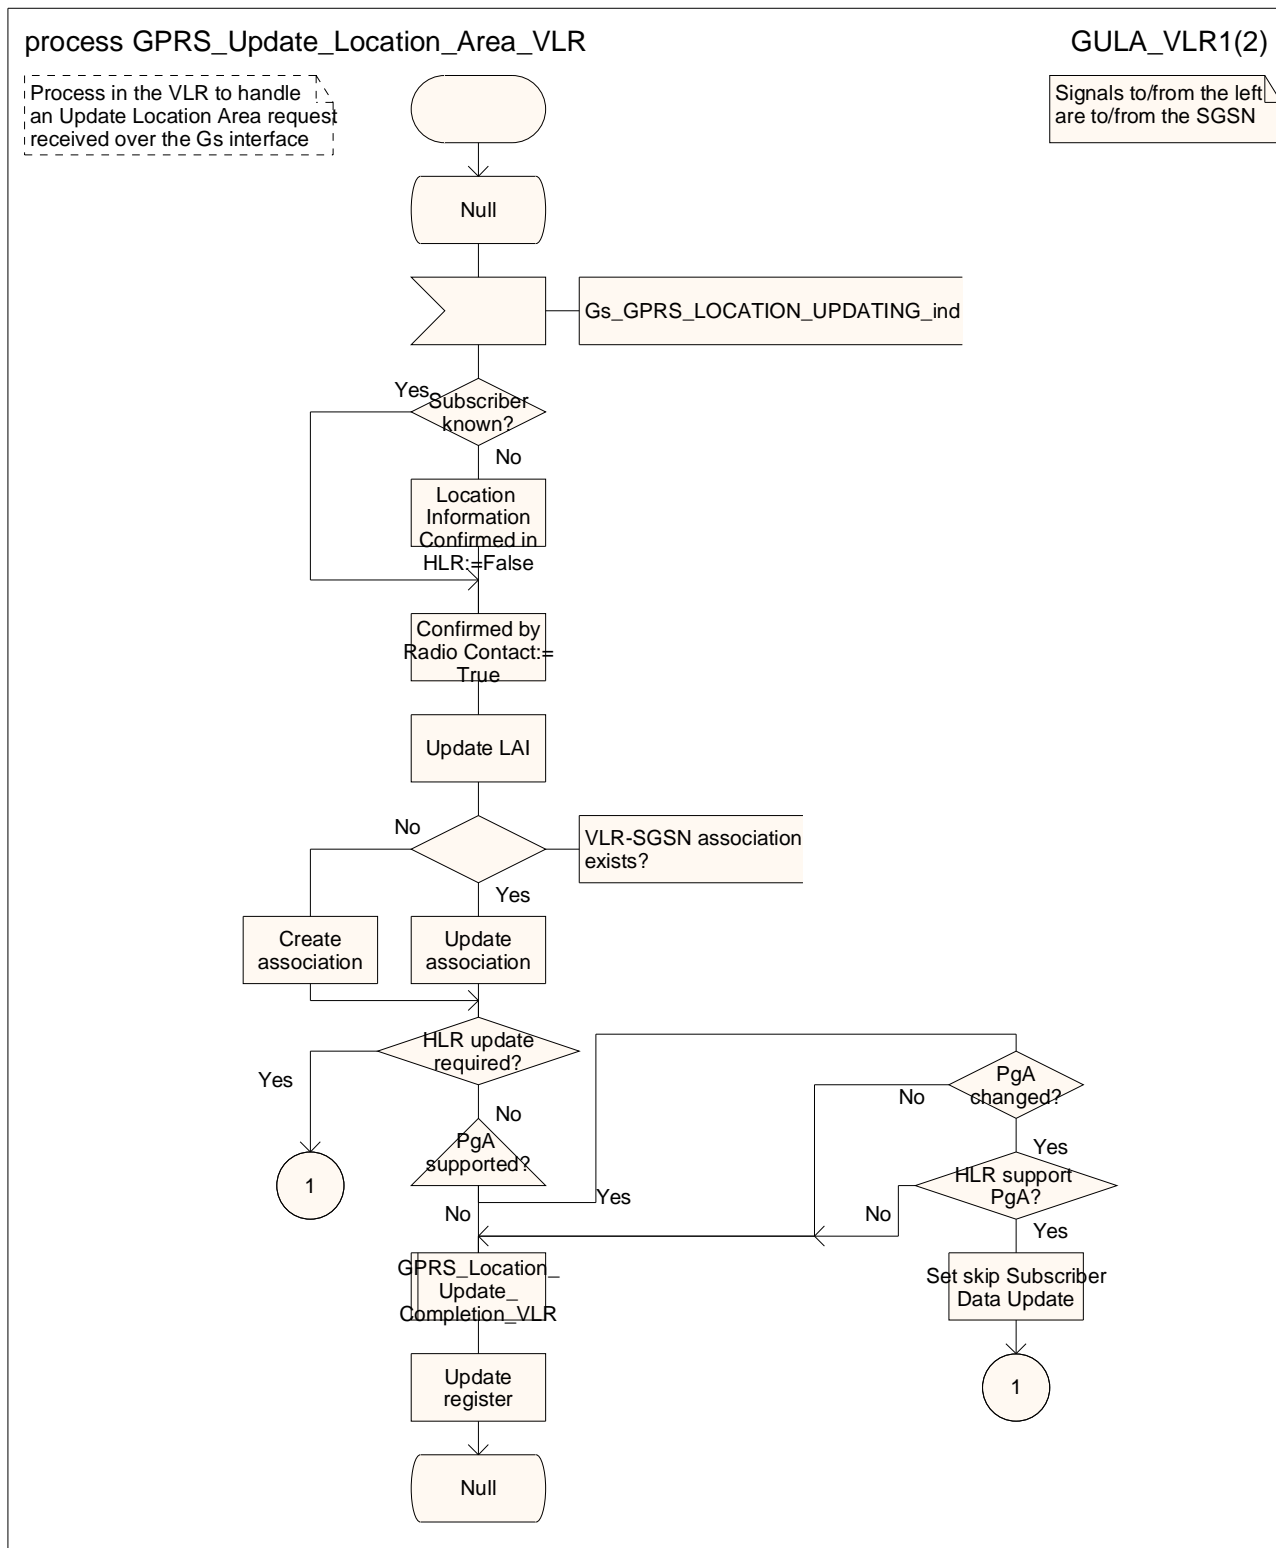 process GPRS_Update_Location_Area_VLR
GULA_VLR1(2)
Process in the VLR to handle
an Update Location Area request
received over the Gs interface
Signals to/from the left
are to/from the SGSN
Null
Gs_GPRS_LOCATION_UPDATING_ind
Yes
Subscriber
known?
No
Location
Information
Confirmed in
HLR:=False
Confirmed by
Radio Contact:=
True
Update LAI
No
VLR-SGSN association
exists?
Yes
Create
association
Update
association
HLR update
required?
Yes
No
PgA
changed?
No
Yes
PgA
supported?
1
HLR support
PgA?
Yes
No
No
Yes
GPRS_Location_
Update_
Completion_VLR
Set skip Subscriber
Data Update
Update
register
1
Null